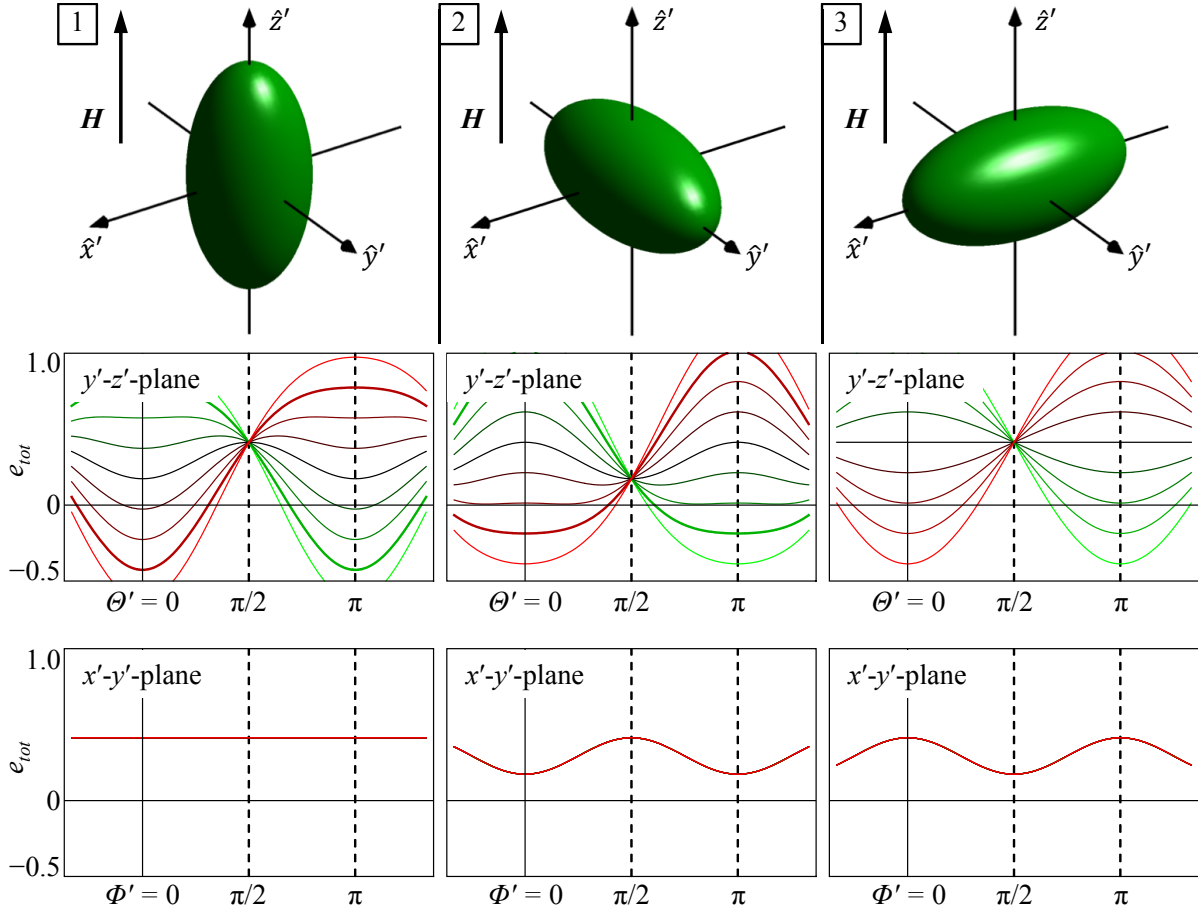 1 ẑ′ 2 ẑ′ 3 ẑ′
H H H
x̂′ ŷ′ x̂′ ŷ′ x̂′ ŷ′
1.0 y′-z′-plane y′-z′-plane y′-z′-plane
e_tot
0
−0.5
Θ′ = 0 π/2 π Θ′ = 0 π/2 π Θ′ = 0 π/2 π
1.0 x′-y′-plane x′-y′-plane x′-y′-plane
e_tot
0
−0.5
Φ′ = 0 π/2 π Φ′ = 0 π/2 π Φ′ = 0 π/2 π